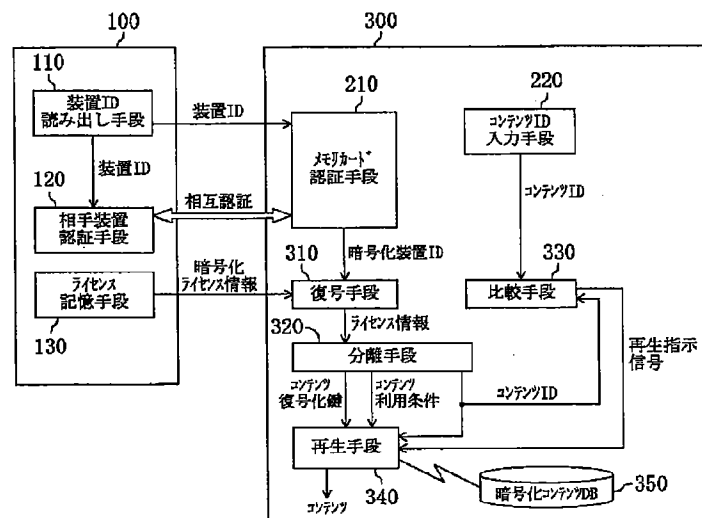 100
300
110
装置ID
読み出し手段
装置ID
210
220
メモリカード
認証手段
コンテンツID
入力手段
装置ID
120
相手装置
認証手段
相互認証
コンテンツID
暗号化装置ID
ライセンス
記憶手段
130
暗号化
ライセンス情報
310
復号手段
330
比較手段
ライセンス情報
320
分離手段
再生指示
信号
コンテンツ
復号化鍵
コンテンツ
利用条件
コンテンツID
再生手段
340
コンテンツ
暗号化コンテンツDB
350